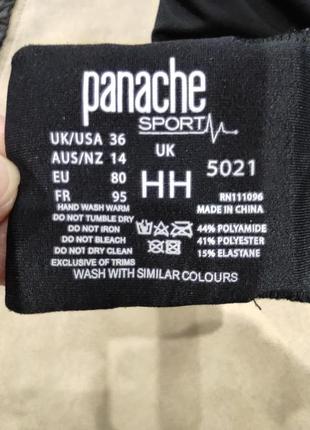 panache
SPORT
UK/USA 36
AUS/NZ 14
EU 80
FR 95
UK
HH
5021
RN111096
MADE IN CHINA
HAND WASH WARM
DO NOT TUMBLE DRY
DO NOT IRON
DO NOT BLEACH
DO NOT DRY CLEAN
EXCLUSIVE OF TRIMS
44% POLYAMIDE
41% POLYESTER
15% ELASTANE
WASH WITH SIMILAR COLOURS